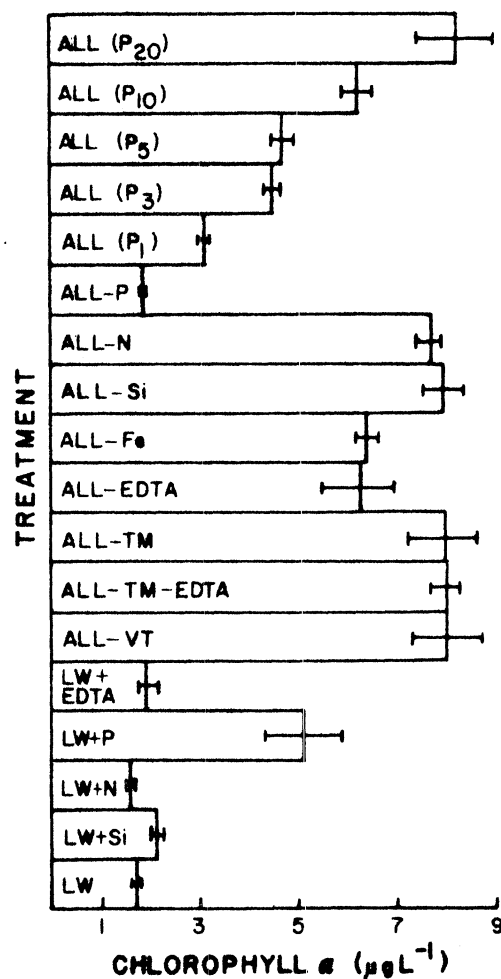 ALL (P20)
ALL (P10)
ALL (P5)
ALL (P3)
ALL (P1)
ALL-P
ALL-N
ALL-Si
ALL-Fe
ALL-EDTA
ALL-TM
ALL-TM-EDTA
ALL-VT
LW+
EDTA
LW+P
LW+N
LW+Si
LW
TREATMENT
1 3 5 7 9
CHLOROPHYLL a (µgL⁻¹)